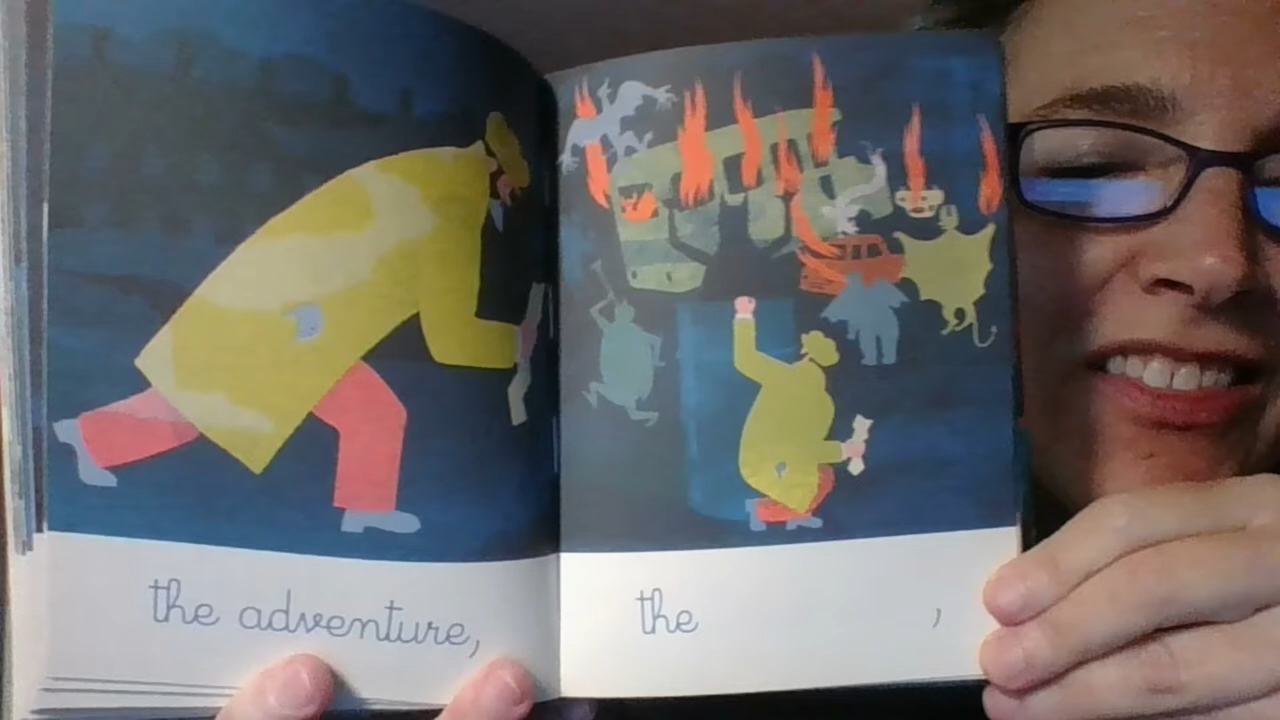 the adventure,
the ,